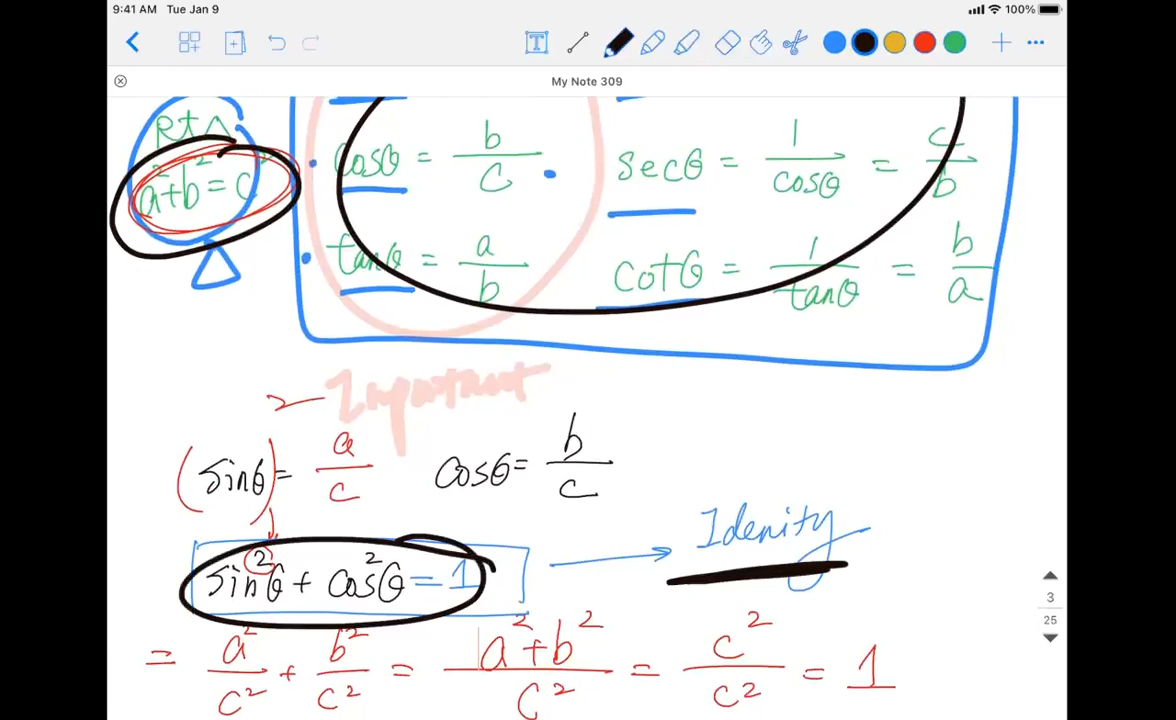 9:41 AM Tue Jan 9
100%
My Note 309
Rt △
a²+b²=c²
cosθ = b/c
secθ = 1/cosθ = c/b
tanθ = a/b
cotθ = 1/tanθ = b/a
Important
(sinθ)= a/c cosθ= b/c
Idenity
sin²θ + cos²θ = 1
3
25
= a²/c² + b²/c² = a²+b²/c² = c²/c² = 1